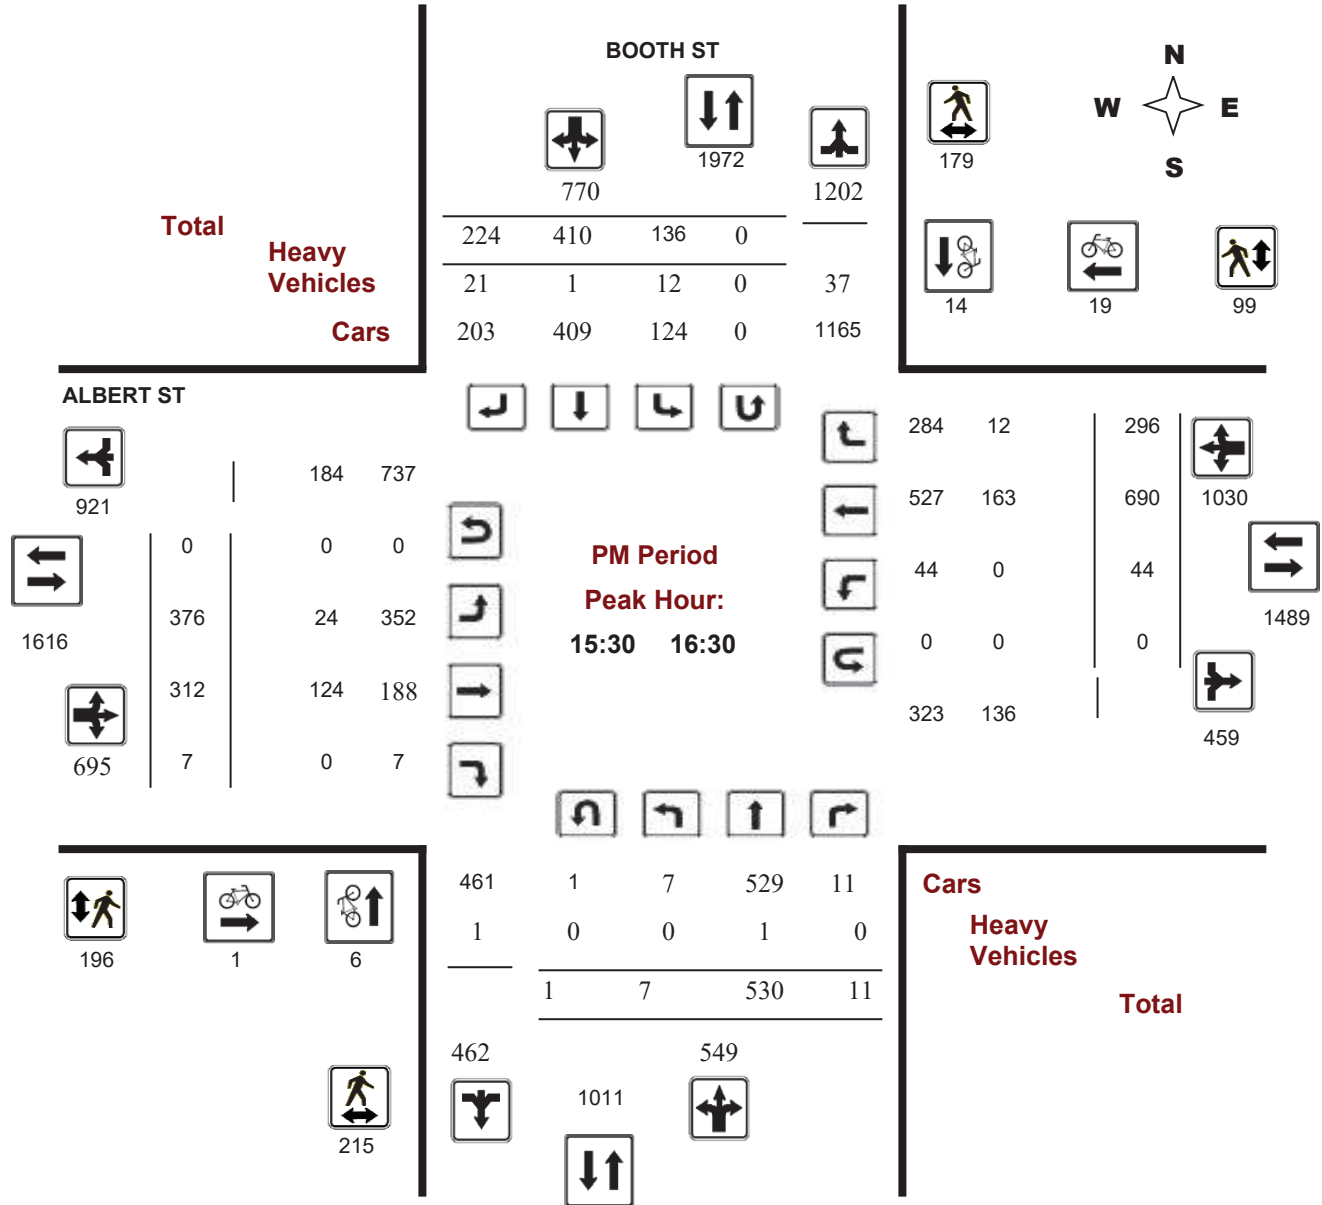 BOOTH ST
N
W E
S
1972
179
770
1202
Total
224 410 136 0
Heavy
Vehicles
21 1 12 0 37
14 19 99
Cars
203 409 124 0 1165
ALBERT ST
284 12 296
921
184 737
527 163 690
1030
0 0 0
PM Period
44 0 44
Peak Hour:
376 24 352
1616
15:30 16:30
0 0 0
1489
312 124 188
323 136
459
695
7 0 7
461 1 7 529 11
Cars
196 1 6
1 0 0 1 0
Heavy
Vehicles
1 7 530 11
Total
462 549
1011
215